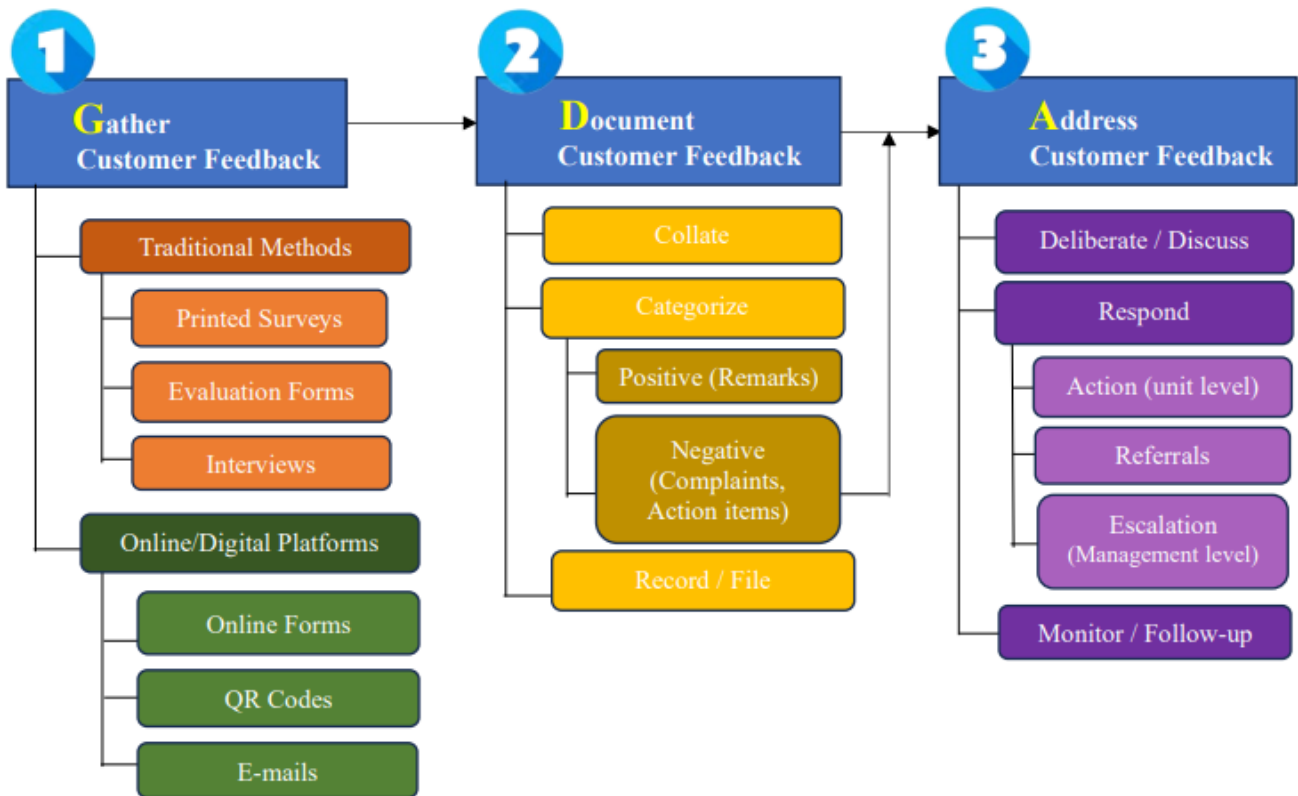 1
Gather
Customer Feedback
Traditional Methods
Printed Surveys
Evaluation Forms
Interviews
Online/Digital Platforms
Online Forms
QR Codes
E-mails
2
Document
Customer Feedback
Collate
Categorize
Positive (Remarks)
Negative
(Complaints,
Action items)
Record / File
3
Address
Customer Feedback
Deliberate / Discuss
Respond
Action (unit level)
Referrals
Escalation
(Management level)
Monitor / Follow-up